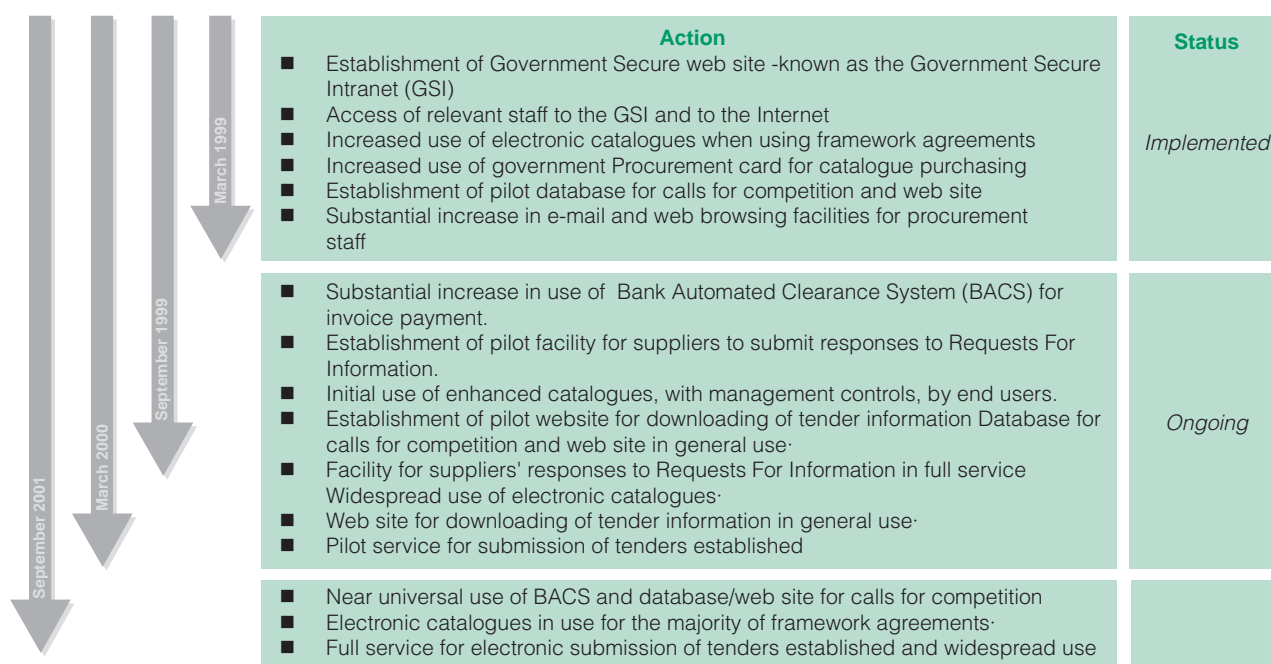 Action
Status
■ Establishment of Government Secure web site -known as the Government Secure
Intranet (GSI)
■ Access of relevant staff to the GSI and to the Internet
■ Increased use of electronic catalogues when using framework agreements
■ Increased use of government Procurement card for catalogue purchasing
■ Establishment of pilot database for calls for competition and web site
■ Substantial increase in e-mail and web browsing facilities for procurement
staff
Implemented
March 1999
■ Substantial increase in use of Bank Automated Clearance System (BACS) for
invoice payment.
■ Establishment of pilot facility for suppliers to submit responses to Requests For
Information.
■ Initial use of enhanced catalogues, with management controls, by end users.
■ Establishment of pilot website for downloading of tender information Database for
calls for competition and web site in general use·
■ Facility for suppliers' responses to Requests For Information in full service
Widespread use of electronic catalogues·
■ Web site for downloading of tender information in general use·
■ Pilot service for submission of tenders established
Ongoing
September 1999
March 2000
■ Near universal use of BACS and database/web site for calls for competition
■ Electronic catalogues in use for the majority of framework agreements·
■ Full service for electronic submission of tenders established and widespread use
September 2001